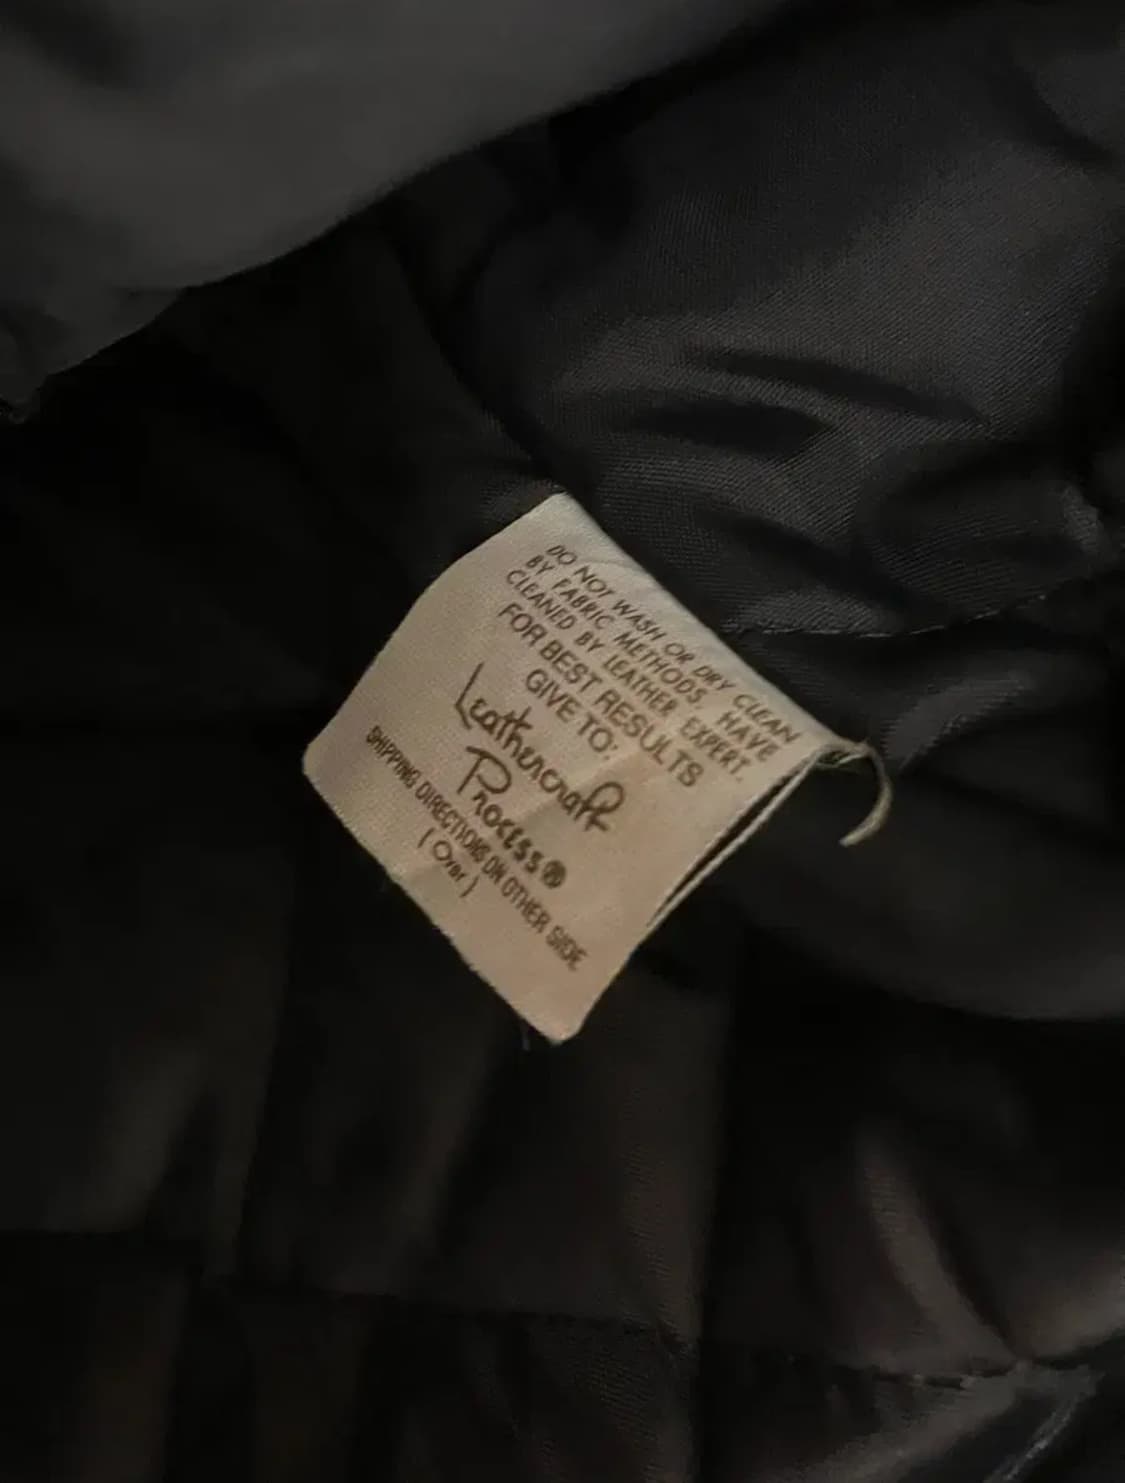 DO NOT WASH OR DRY CLEAN
BY FABRIC METHODS. HAVE
CLEANED BY LEATHER EXPERT.
FOR BEST RESULTS
GIVE TO:
Leathercraft
Process®
SHIPPING DIRECTIONS ON OTHER SIDE
(Over)